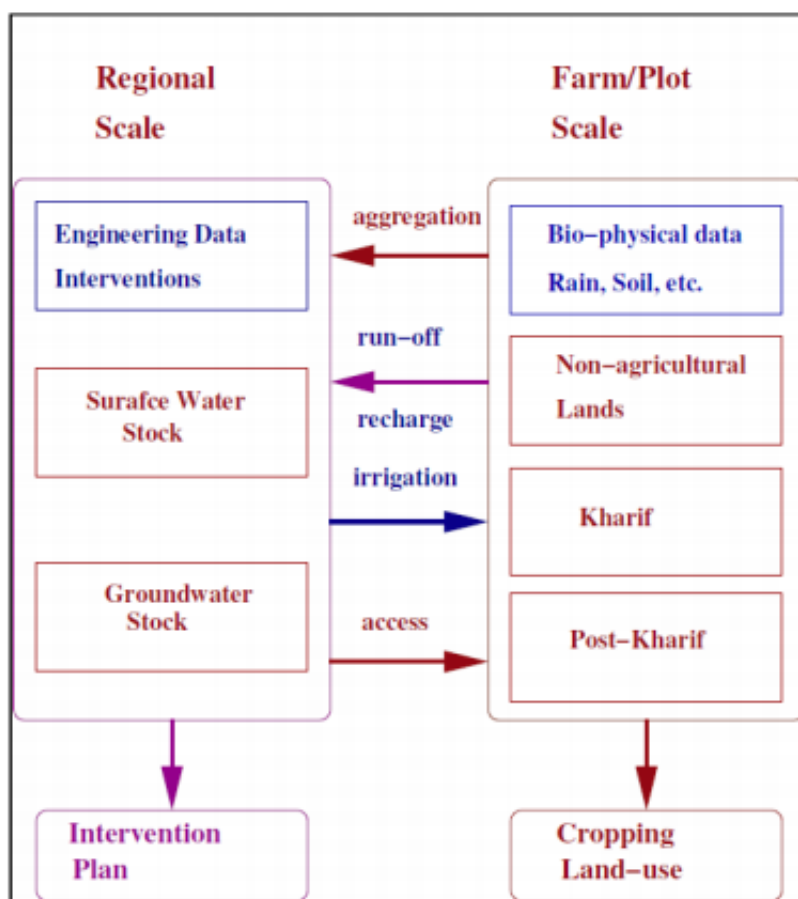 Regional
Scale
Farm/Plot
Scale
Engineering Data
Interventions
Surafce Water
Stock
Groundwater
Stock
aggregation
run-off
recharge
irrigation
access
Bio-physical data
Rain, Soil, etc.
Non-agricultural
Lands
Kharif
Post-Kharif
Intervention
Plan
Cropping
Land-use